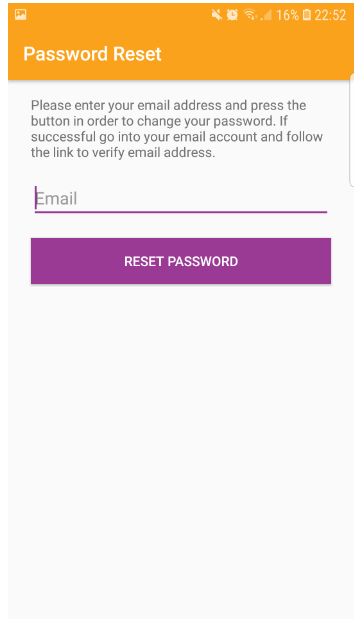 16% 22:52
Password Reset
Please enter your email address and press the
button in order to change your password. If
successful go into your email account and follow
the link to verify email address.
Email
RESET PASSWORD